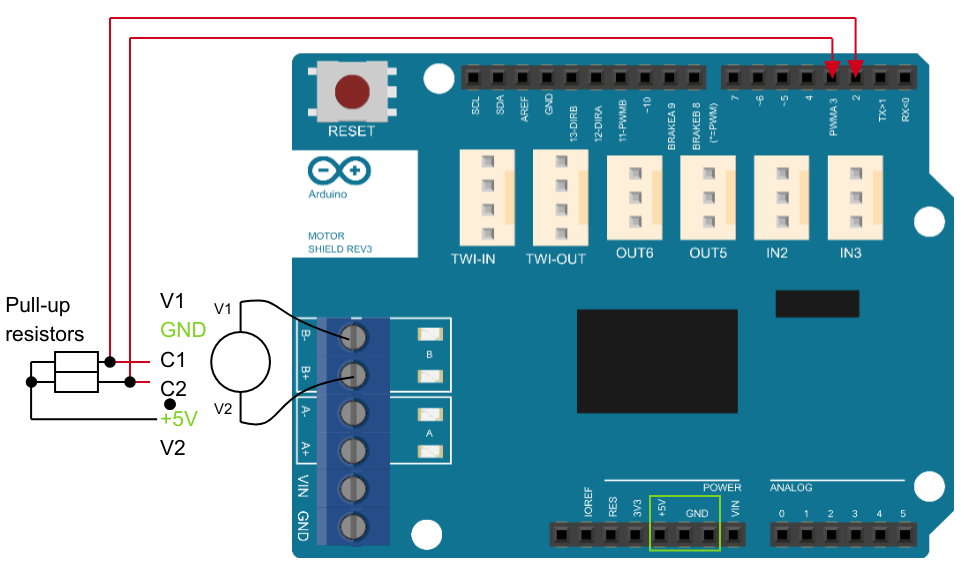 SCL
SDA
AREF
GND
13-DIRB
12-DIRA
11-PWMB
~10
BRAKEA 9
BRAKEB 8
(*=PWM)
7
~6
~5
4
PWMA 3
2
TX>1
RX<0
RESET
Arduino
MOTOR
SHIELD REV3
TWI-IN
TWI-OUT
OUT6
OUT5
IN2
IN3
Pull-up
resistors
V1
GND
C1
C2
+5V
V2
V1
V2
B-
B+
A-
A+
VIN
GND
B
A
POWER
IOREF
RES
3V3
+5V
GND
VIN
ANALOG
0
1
2
3
4
5